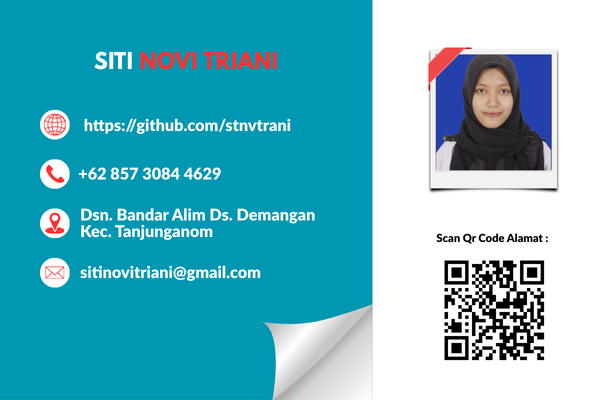 SITI NOVI TRIANI
https://github.com/stnvtrani
+62 857 3084 4629
Dsn. Bandar Alim Ds. Demangan
Kec. Tanjunganom
sitinovitriani@gmail.com
Scan Qr Code Alamat :